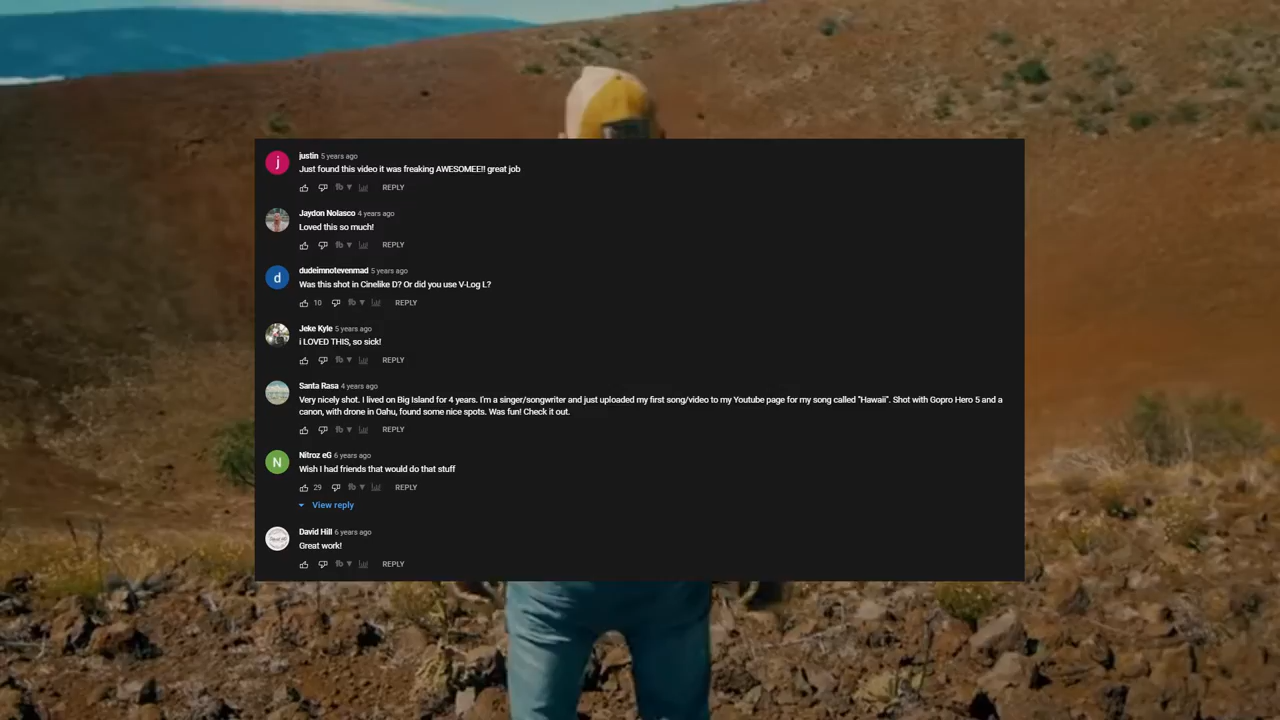 justin 5 years ago
Just found this video it was freaking AWESOMEE!! great job
REPLY
Jaydon Nolasco 4 years ago
Loved this so much!
REPLY
dudeimnotevenmad 5 years ago
Was this shot in Cinelike D? Or did you use V-Log L?
10 REPLY
Jeke Kyle 5 years ago
i LOVED THIS, so sick!
REPLY
Santa Rasa 4 years ago
Very nicely shot. I lived on Big Island for 4 years. I'm a singer/songwriter and just uploaded my first song/video to my Youtube page for my song called "Hawaii". Shot with Gopro Hero 5 and a
canon, with drone in Oahu, found some nice spots. Was fun! Check it out.
REPLY
Nitroz eG 6 years ago
Wish I had friends that would do that stuff
29 REPLY
View reply
David Hill 6 years ago
Great work!
REPLY